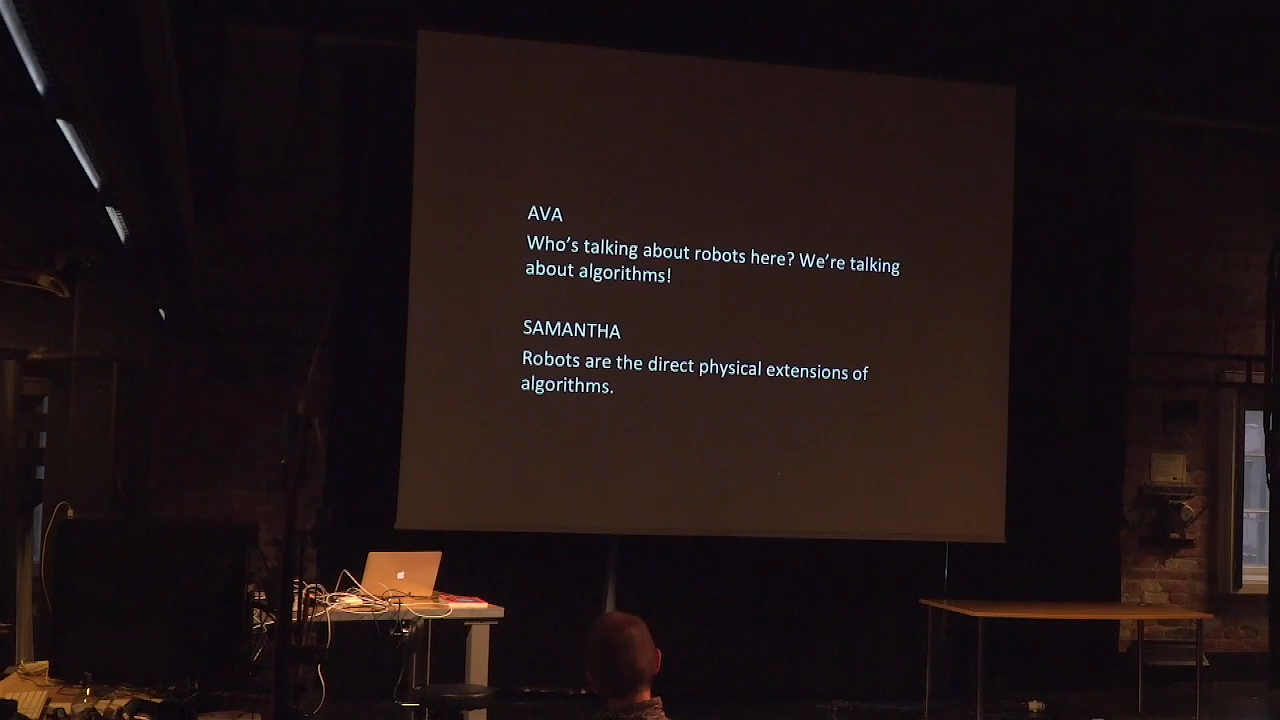 AVA
Who’s talking about robots here? We’re talking
about algorithms!
SAMANTHA
Robots are the direct physical extensions of
algorithms.